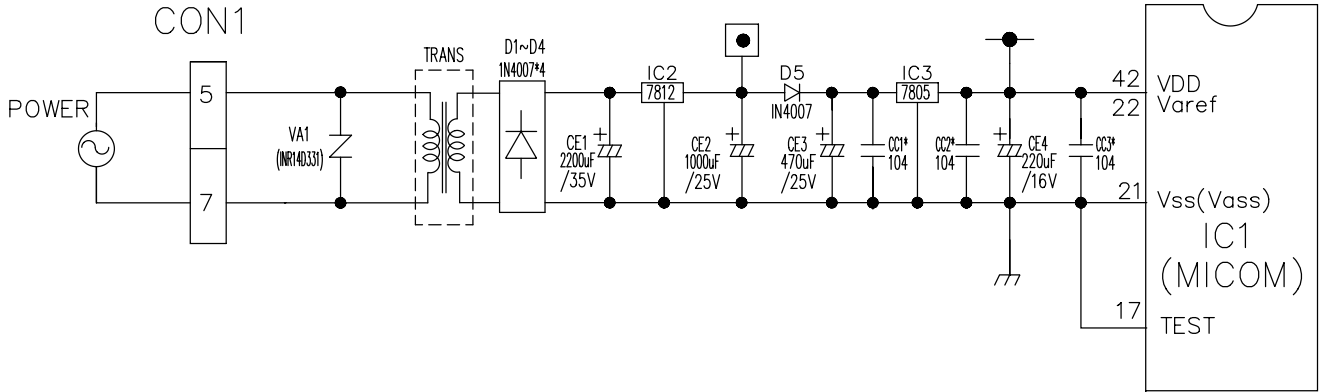 CON1
POWER
5
7
VA1
(INR14D331)
TRANS
D1~D4
1N4007*4
CE1
2200uF
/35V
IC2
7812
CE2
1000uF
/25V
D5
IN4007
CE3
470uF
/25V
CC1*
104
IC3
7805
CC2*
104
CE4
220uF
/16V
CC3*
104
42 VDD
22 Varef
21 Vss(Vass)
IC1
(MICOM)
17 TEST